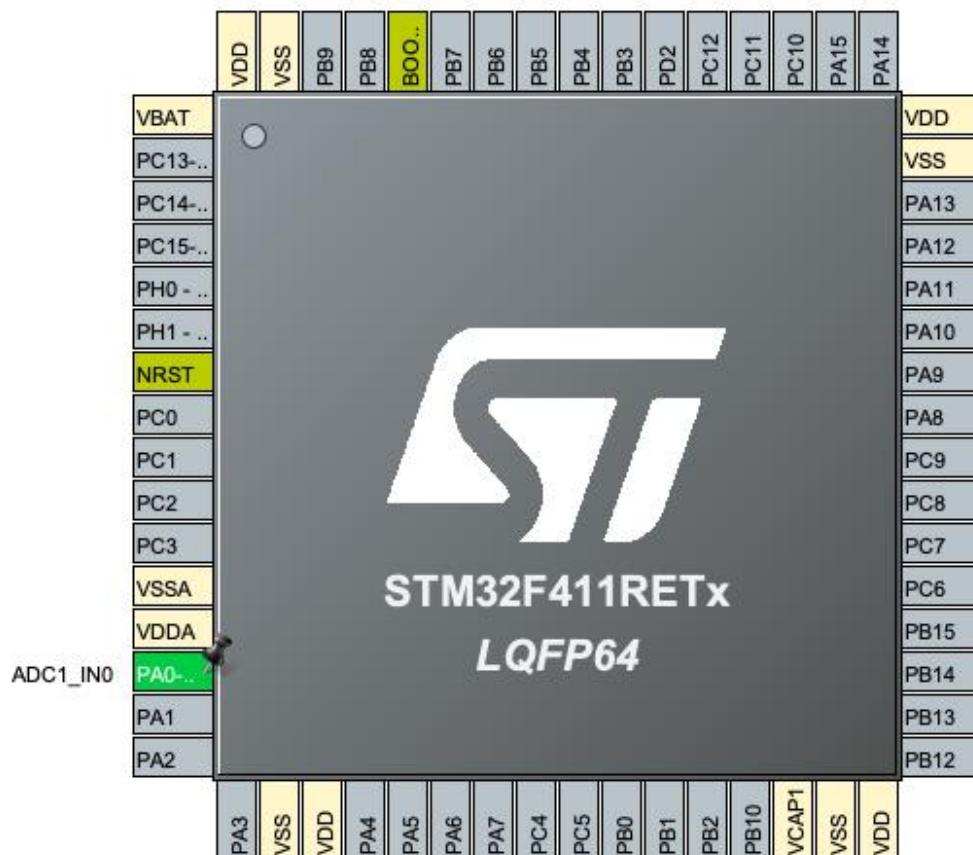 VDD VSS PB9 PB8 BOO.. PB7 PB6 PB5 PB4 PB3 PD2 PC12 PC11 PC10 PA15 PA14
VBAT VDD
PC13-.. VSS
PC14-.. PA13
PC15-.. PA12
PH0 - .. PA11
PH1 - .. PA10
NRST PA9
PC0 PA8
PC1 PC9
PC2 PC8
PC3 PC7
VSSA STM32F411RETx PC6
VDDA LQFP64 PB15
ADC1_IN0 PA0-.. PB14
PA1 PB13
PA2 PB12
PA3 VSS VDD PA4 PA5 PA6 PA7 PC4 PC5 PB0 PB1 PB2 PB10 VCAP1 VSS VDD